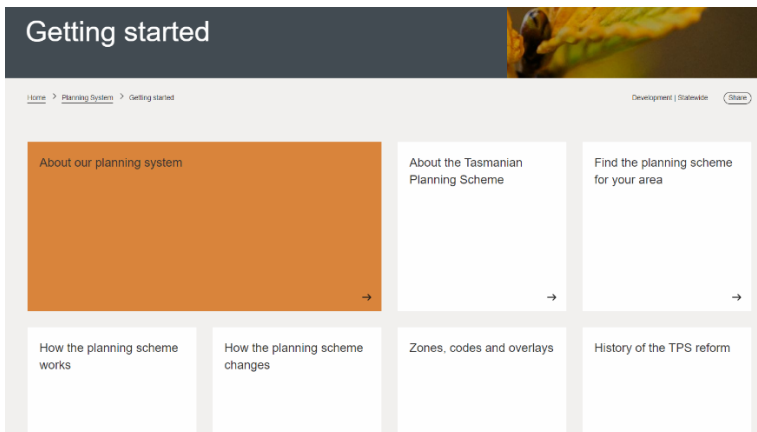 Getting started
Home > Planning System > Getting started
Development | Statewide
Share
About our planning system
About the Tasmanian
Planning Scheme
Find the planning scheme
for your area
How the planning scheme
works
How the planning scheme
changes
Zones, codes and overlays
History of the TPS reform